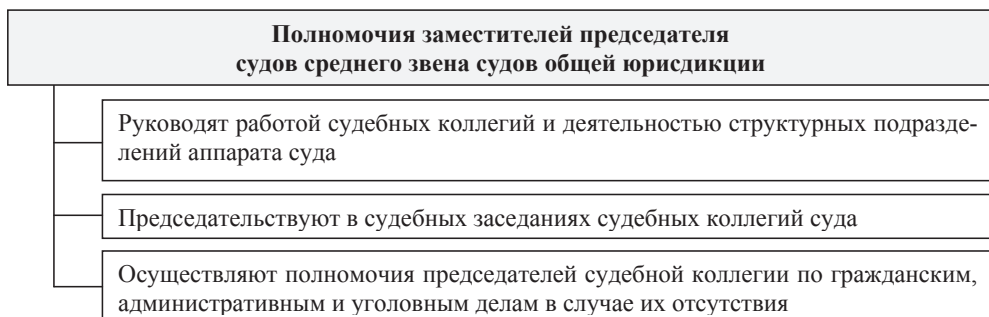 Полномочия заместителей председателя
судов среднего звена судов общей юрисдикции
Руководят работой судебных коллегий и деятельностью структурных подразде-
лений аппарата суда
Председательствуют в судебных заседаниях судебных коллегий суда
Осуществляют полномочия председателей судебной коллегии по гражданским,
административным и уголовным делам в случае их отсутствия